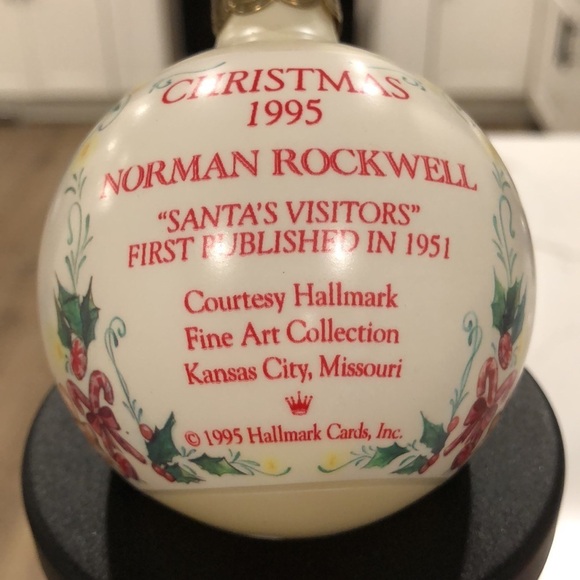 CHRISTMAS
1995
NORMAN ROCKWELL
“SANTA’S VISITORS”
FIRST PUBLISHED IN 1951
Courtesy Hallmark
Fine Art Collection
Kansas City, Missouri
© 1995 Hallmark Cards, Inc.